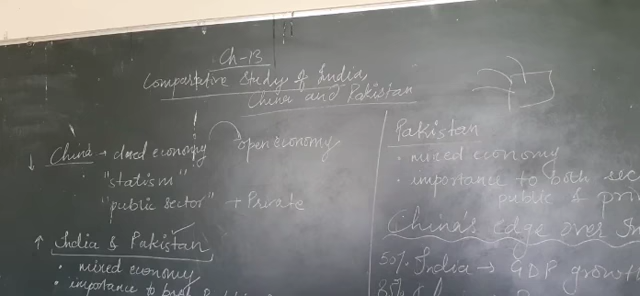 Ch-13
Comparative Study of India,
China and Pakistan
↓ China → closed economy open economy
"statism"
"public sector" + Private
↑ India & Pakistan
• mixed economy
• importance to both
Pakistan
• mixed economy
• importance to both sec
public & pri
China's edge over In
50% India → GDP growth